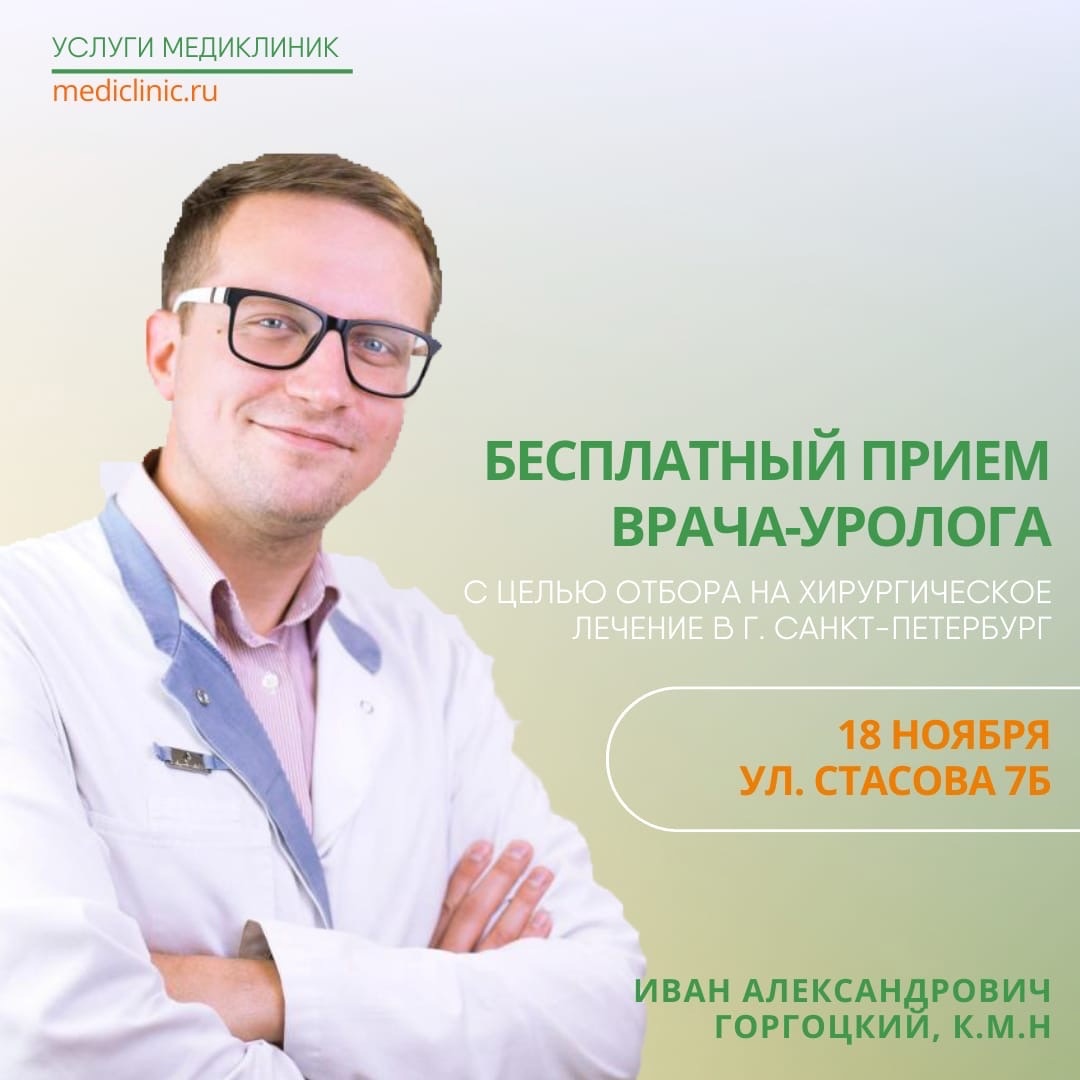 УСЛУГИ МЕДИКЛИНИК
mediclinic.ru
БЕСПЛАТНЫЙ ПРИЕМ
ВРАЧА-УРОЛОГА
С ЦЕЛЬЮ ОТБОРА НА ХИРУРГИЧЕСКОЕ
ЛЕЧЕНИЕ В Г. САНКТ-ПЕТЕРБУРГ
18 НОЯБРЯ
УЛ. СТАСОВА 7Б
ИВАН АЛЕКСАНДРОВИЧ
ГОРГОЦКИЙ, К.М.Н